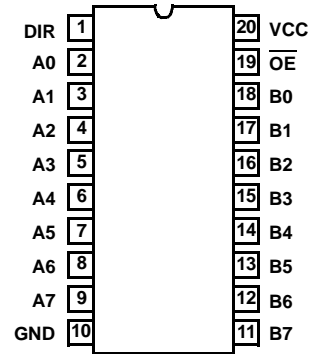 DIR 1 20 VCC
A0 2 19 O̅E̅
A1 3 18 B0
A2 4 17 B1
A3 5 16 B2
A4 6 15 B3
A5 7 14 B4
A6 8 13 B5
A7 9 12 B6
GND 10 11 B7